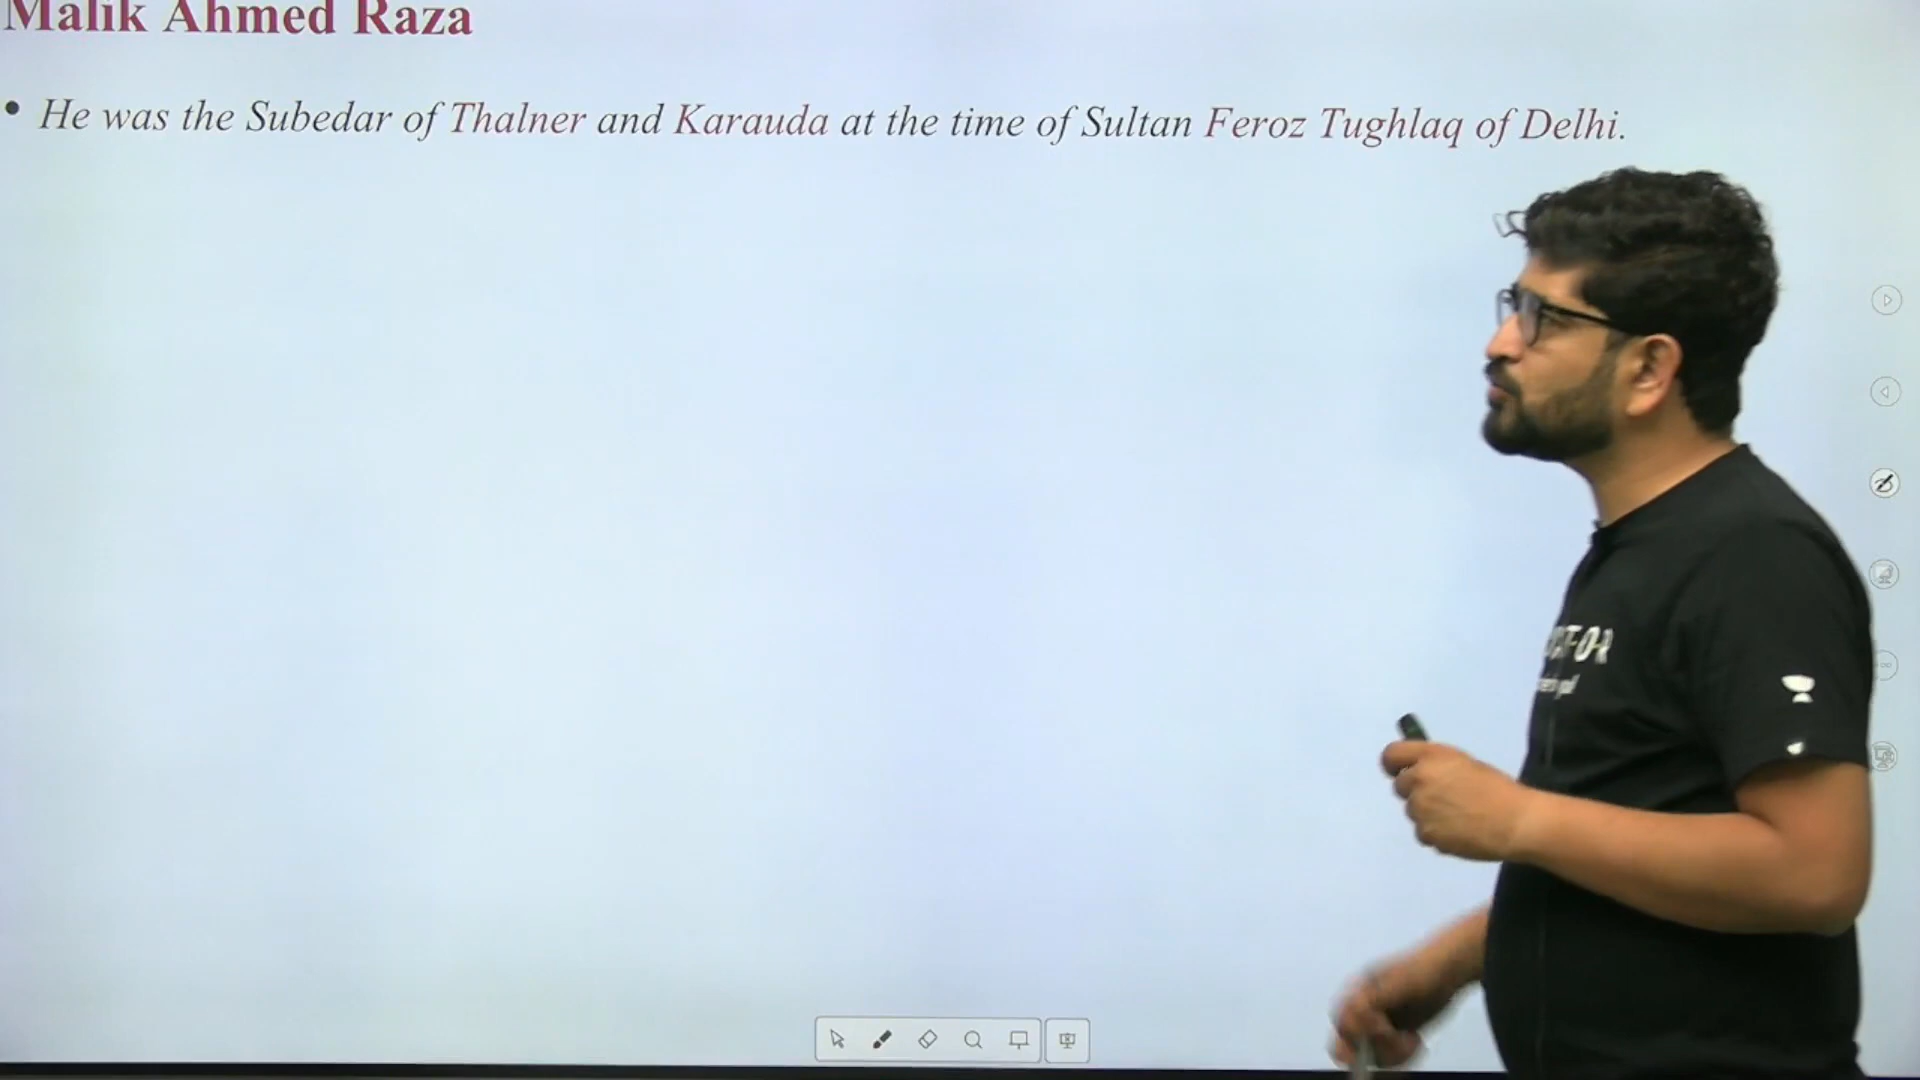 Malik Ahmed Raza
• He was the Subedar of Thalner and Karauda at the time of Sultan Feroz Tughlaq of Delhi.